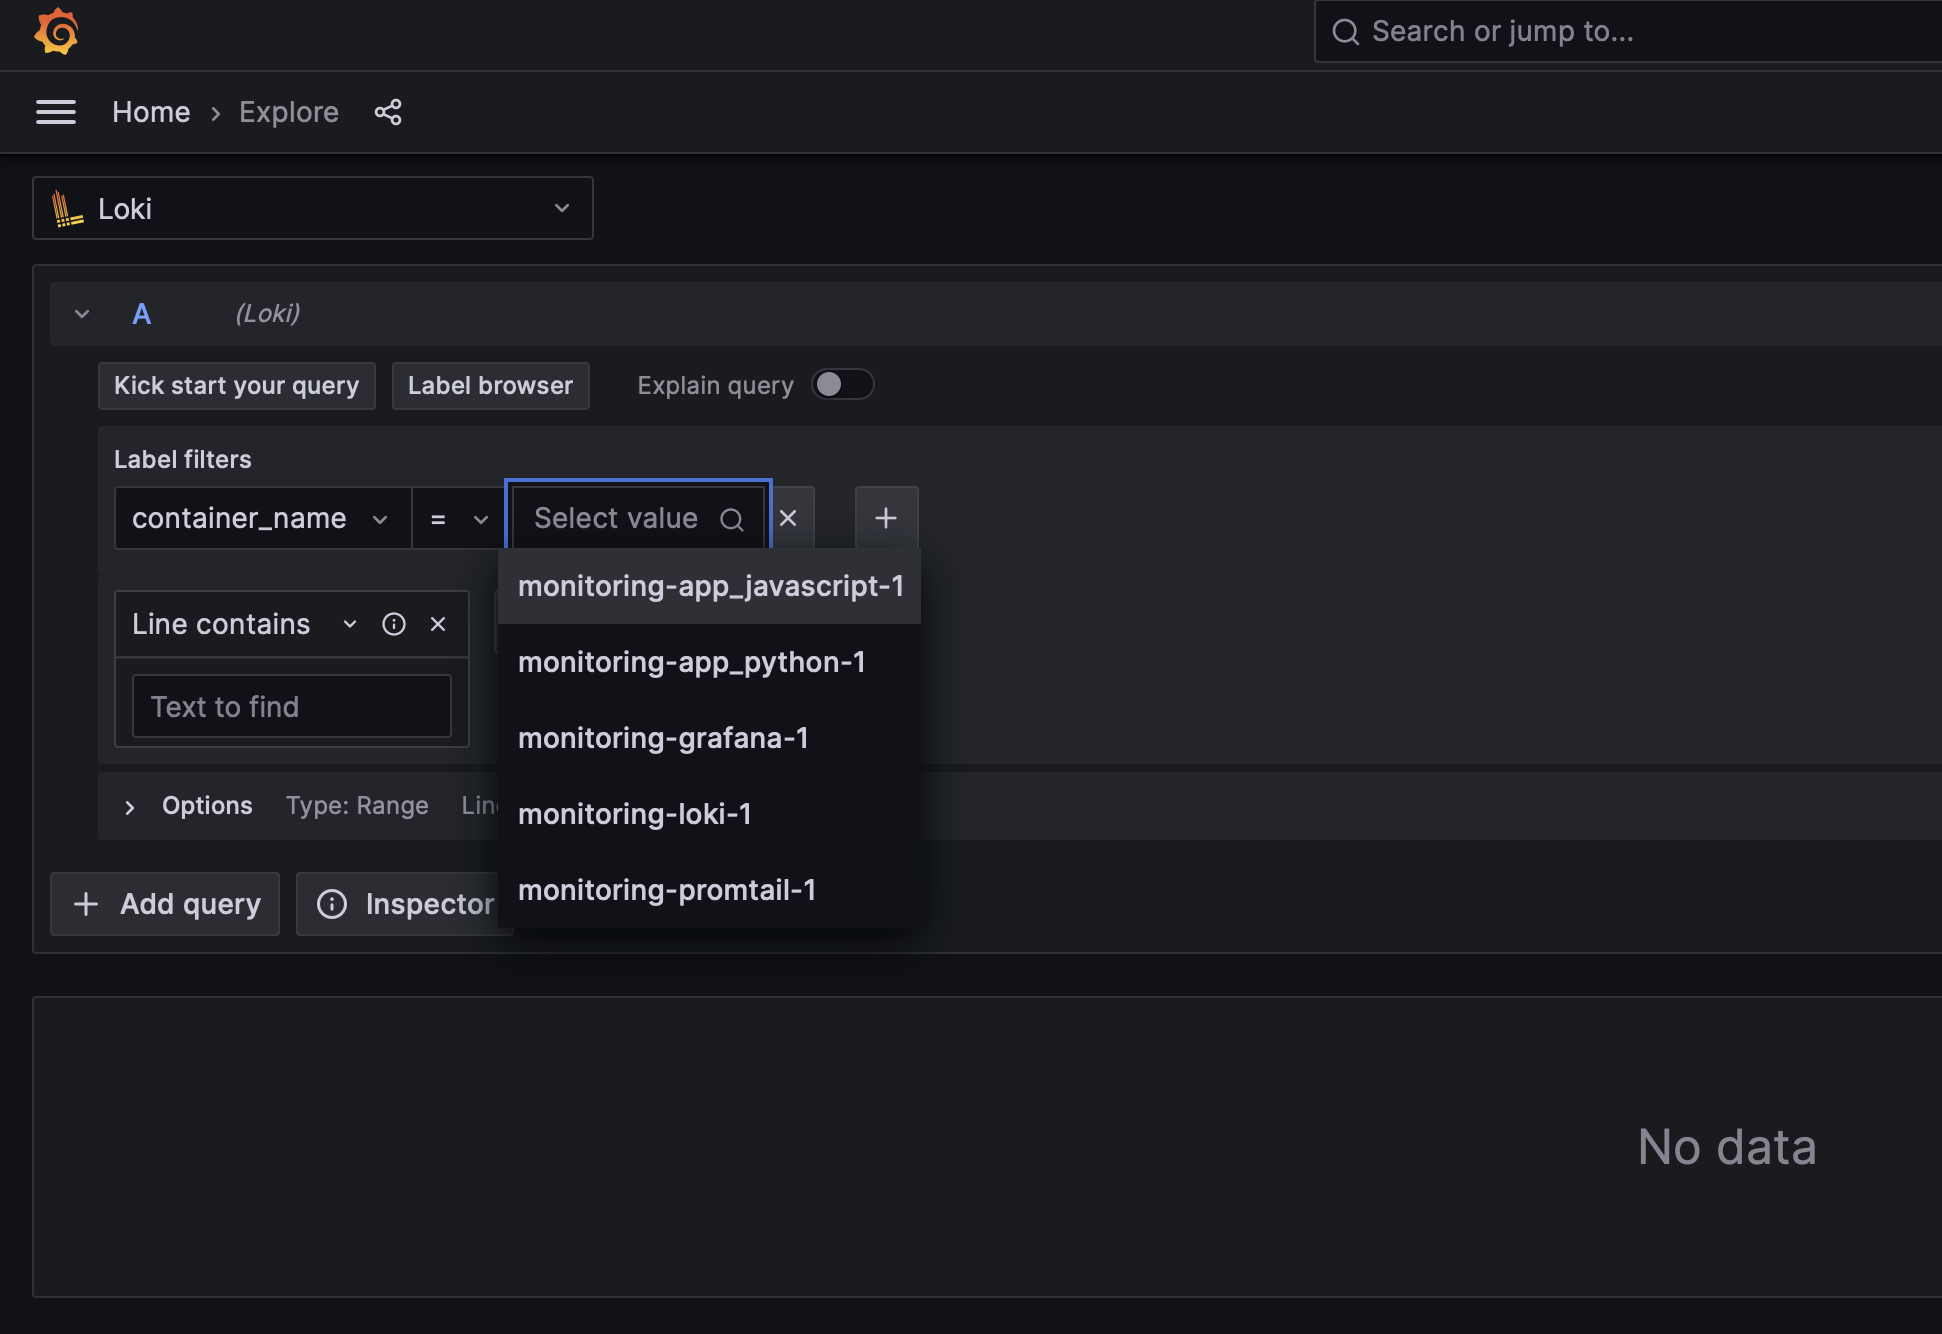 Search or jump to...
Home › Explore
Loki
A (Loki)
Kick start your query Label browser Explain query
Label filters
container_name = Select value
monitoring-app_javascript-1
Line contains
monitoring-app_python-1
Text to find
monitoring-grafana-1
Options Type: Range
monitoring-loki-1
monitoring-promtail-1
Add query Inspector
No data